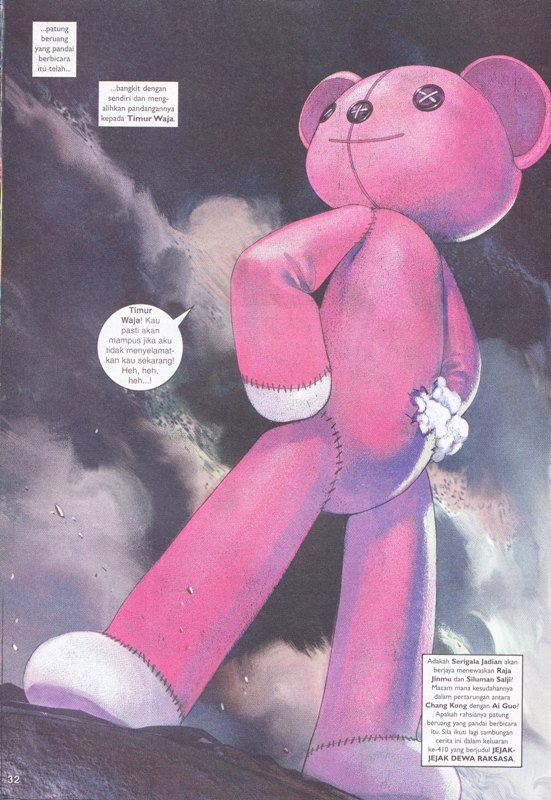 ...patung
beruang
yang pandai
berbicara
itu telah...
...bangkit dengan
sendiri dan meng-
alihkan pandangannya
kepada Timur Waja.
Timur
Waja! Kau
pasti akan
mampus jika aku
tidak menyelamat-
kan kau sekarang!
Heh, heh,
heh...!
Adakah Serigala Jadian akan
berjaya menewaskan Raja
Jinmu dan Siluman Salji?
Macam mana kesudahannya
dalam pertarungan antara
Chang Kong dengan Ai Guo?
Apakah rahsianya patung
beruang yang pandai berbicara
itu. Sila ikuti lagi sambungan
cerita ini dalam keluaran
ke-410 yang berjudul JEJAK-
JEJAK DEWA RAKSASA.
32